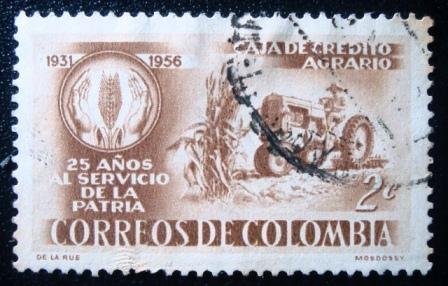 1931 1956
CAJA DE CREDITO
AGRARIO
25 AÑOS
AL SERVICIO
DE LA
PATRIA
2c
CORREOS DE COLOMBIA
DE LA RUE MOSDOSSY